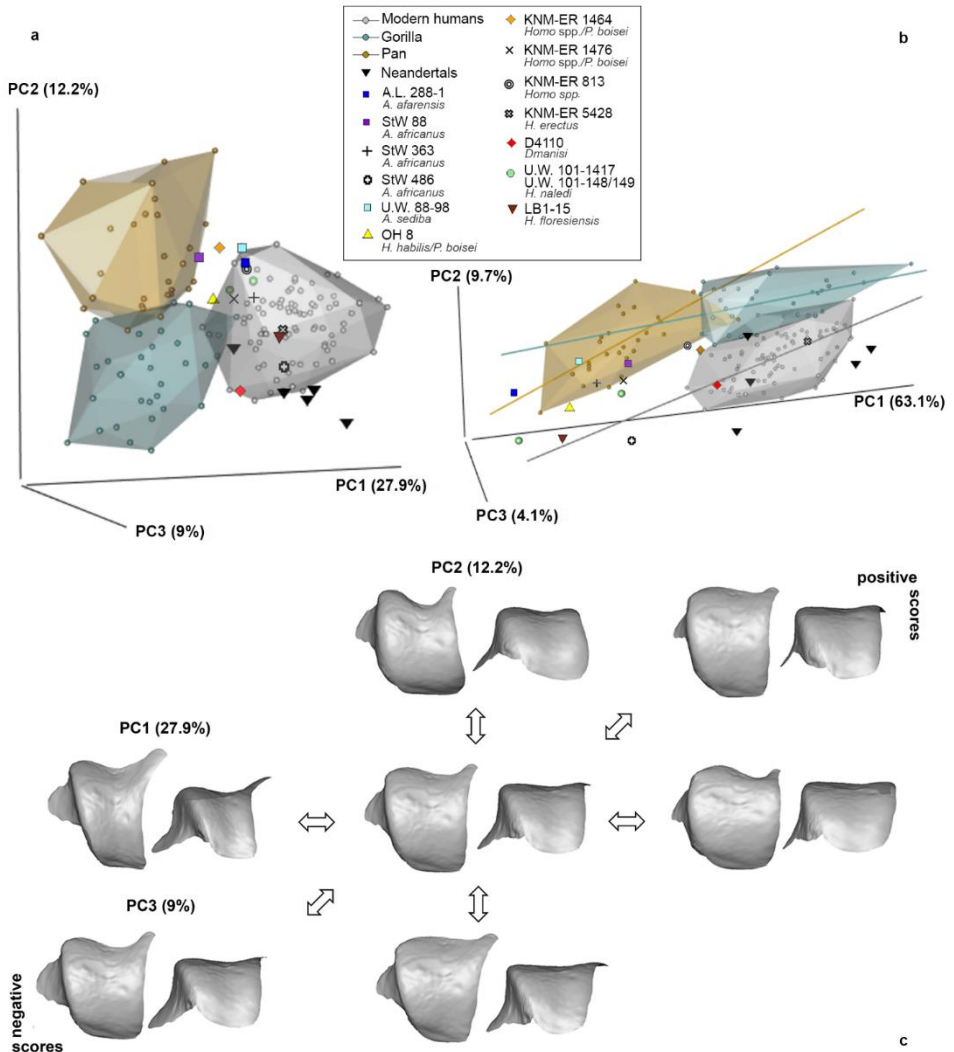 a
Modern humans
Gorilla
Pan
Neandertals
A.L. 288-1
A. afarensis
StW 88
A. africanus
StW 363
A. africanus
StW 486
A. africanus
U.W. 88-98
A. sediba
OH 8
H. habilis/P. boisei
KNM-ER 1464
Homo spp./P. boisei
KNM-ER 1476
Homo spp./P. boisei
KNM-ER 813
Homo spp.
KNM-ER 5428
H. erectus
D4110
Dmanisi
U.W. 101-1417
U.W. 101-148/149
H. naledi
LB1-15
H. floresiensis
b
PC2 (12.2%)
PC1 (27.9%)
PC3 (9%)
PC2 (9.7%)
PC1 (63.1%)
PC3 (4.1%)
PC2 (12.2%)
positive
scores
PC1 (27.9%)
PC3 (9%)
negative
scores
c